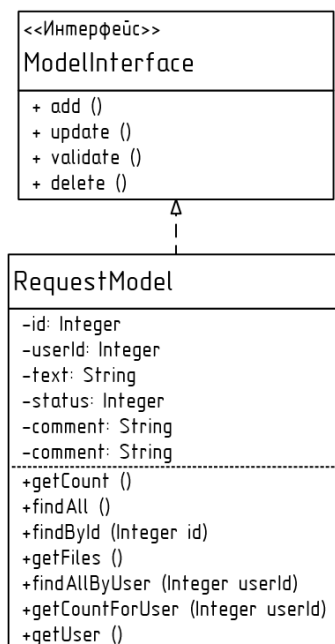 <<Интерфейс>>
ModelInterface
+ add ()
+ update ()
+ validate ()
+ delete ()
RequestModel
-id: Integer
-userId: Integer
-text: String
-status: Integer
-comment: String
-comment: String
+getCount ()
+findAll ()
+findById (Integer id)
+getFiles ()
+findAllByUser (Integer userId)
+getCountForUser (Integer userId)
+getUser ()